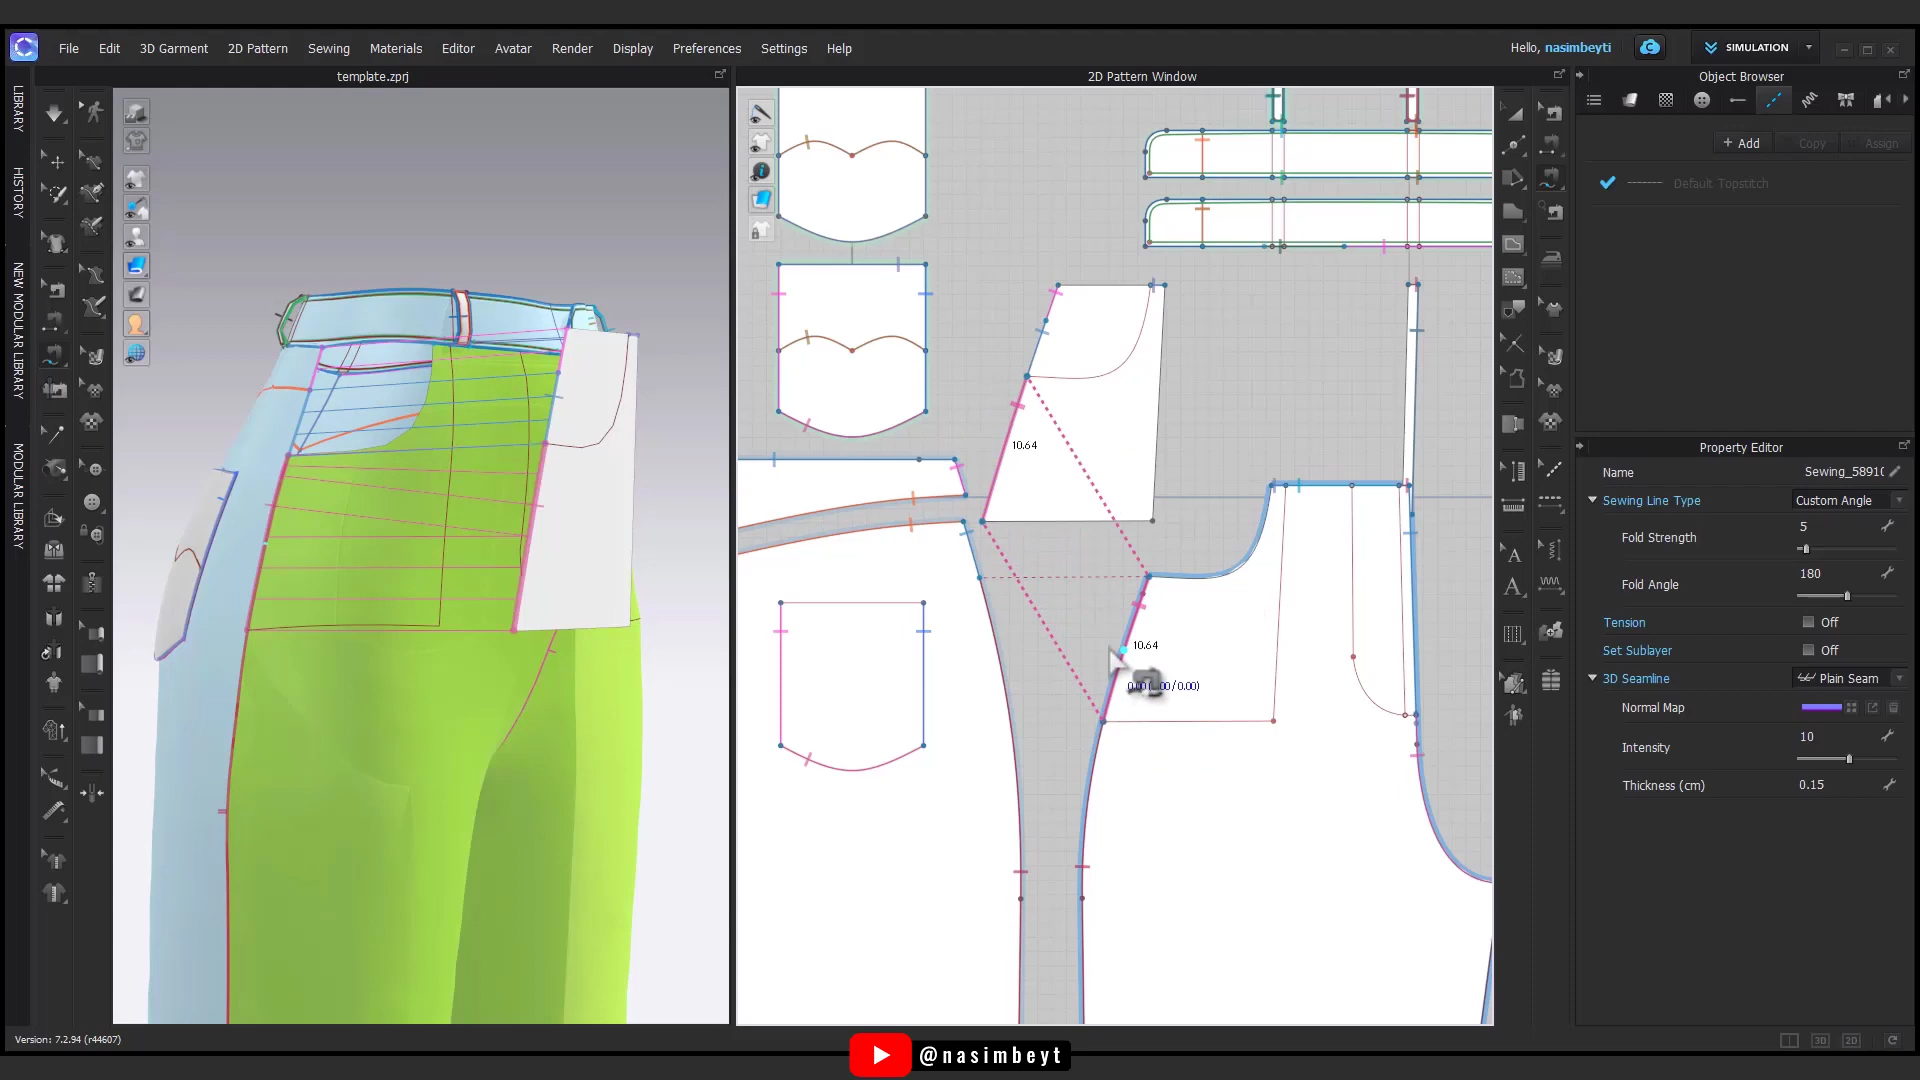 File Edit 3D Garment 2D Pattern Sewing Materials Editor Avatar Render Display Preferences Settings Help
Hello, nasimbeyti
SIMULATION
template.zprj
2D Pattern Window
Object Browser
LIBRARY
HISTORY
NEW MODULAR LIBRARY
MODULAR LIBRARY
+ Add
Copy
Assign
Default Topstitch
10.64
10.64
Property Editor
Name Sewing_5891
Sewing Line Type Custom Angle
Fold Strength 5
Fold Angle 180
Tension Off
Set Sublayer Off
3D Seamline Plain Seam
Normal Map
Intensity 10
Thickness (cm) 0.15
A
A
Version: 7.2.94 (r44607)
3D
2D
@nasimbeyt